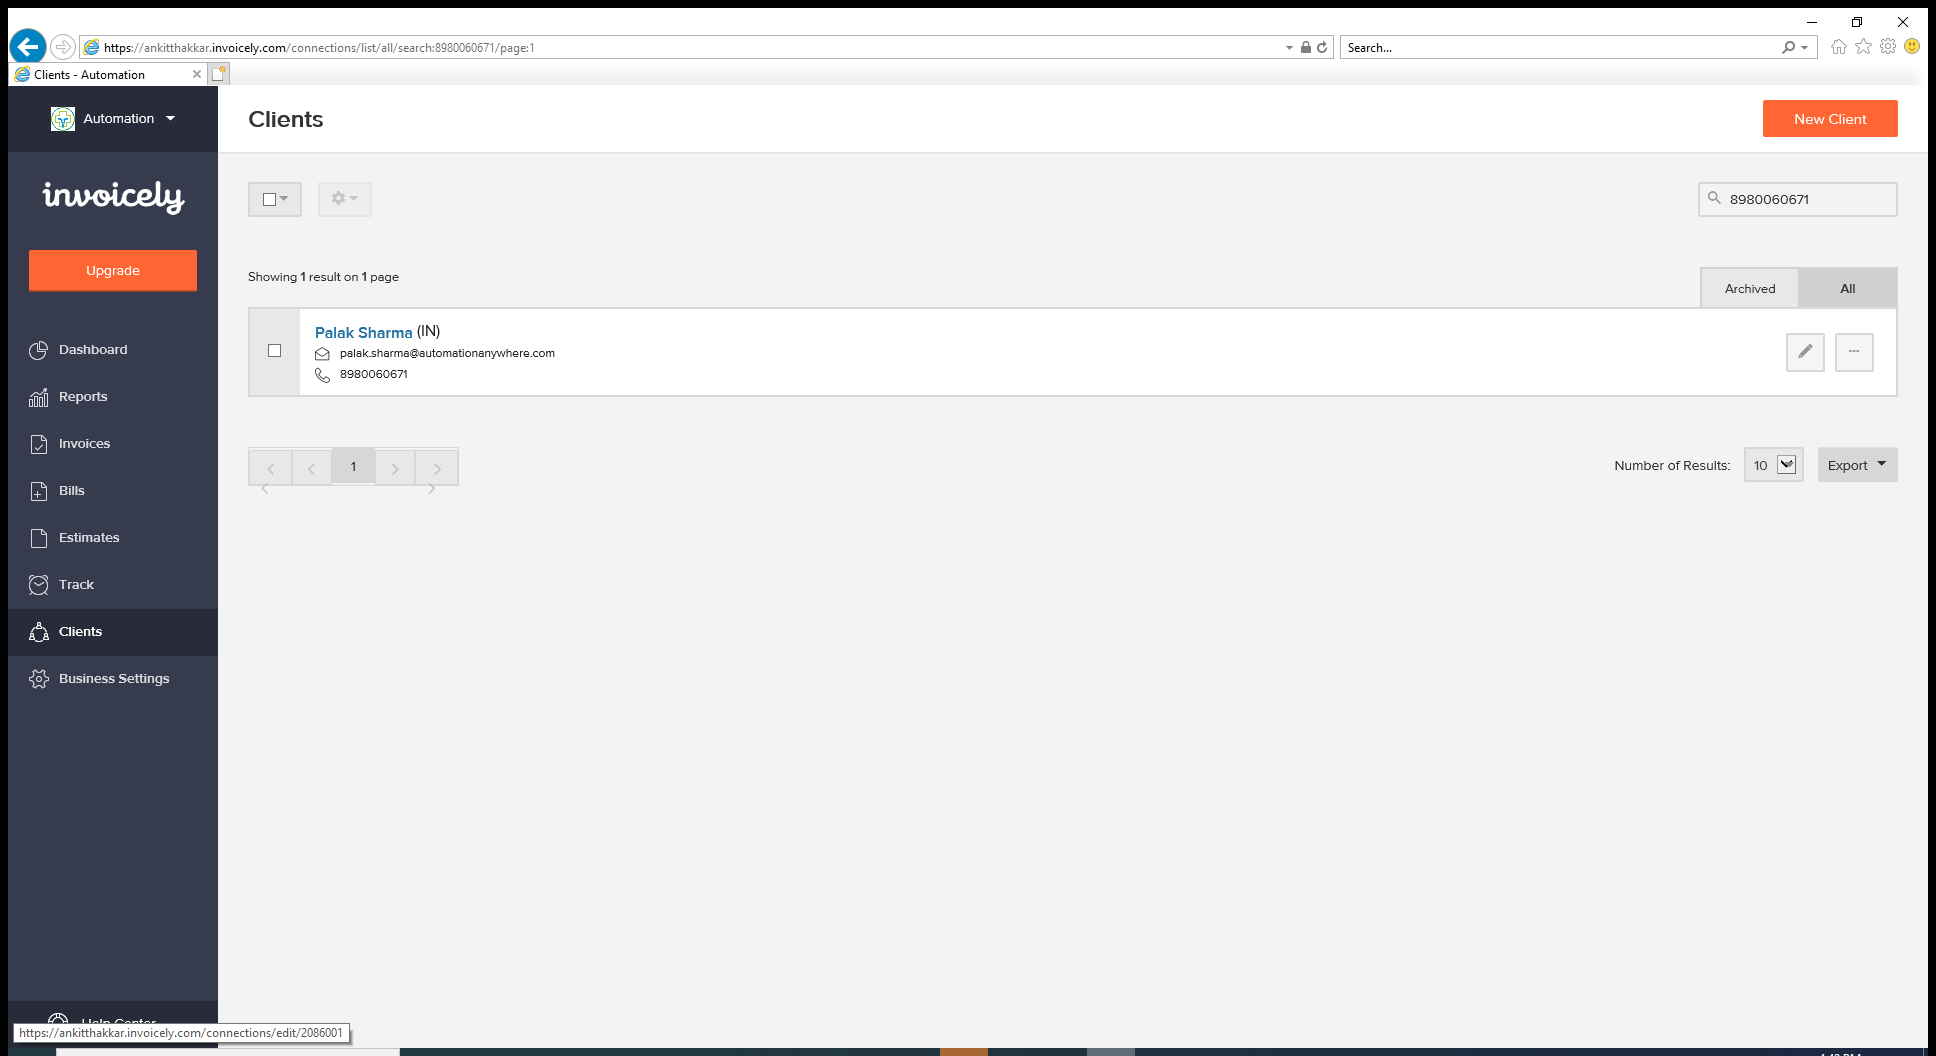 https://ankitthakkar.invoicely.com/connections/list/all/search:8980060671/page:1
Search...
Clients - Automation
Automation
Clients
New Client
invoicely
8980060671
Upgrade
Showing 1 result on 1 page
Archived
All
Palak Sharma (IN)
palak.sharma@automationanywhere.com
8980060671
Dashboard
Reports
Invoices
Bills
Estimates
Track
Clients
Business Settings
1
Number of Results:
10
Export
Help Center
https://ankitthakkar.invoicely.com/connections/edit/2086001